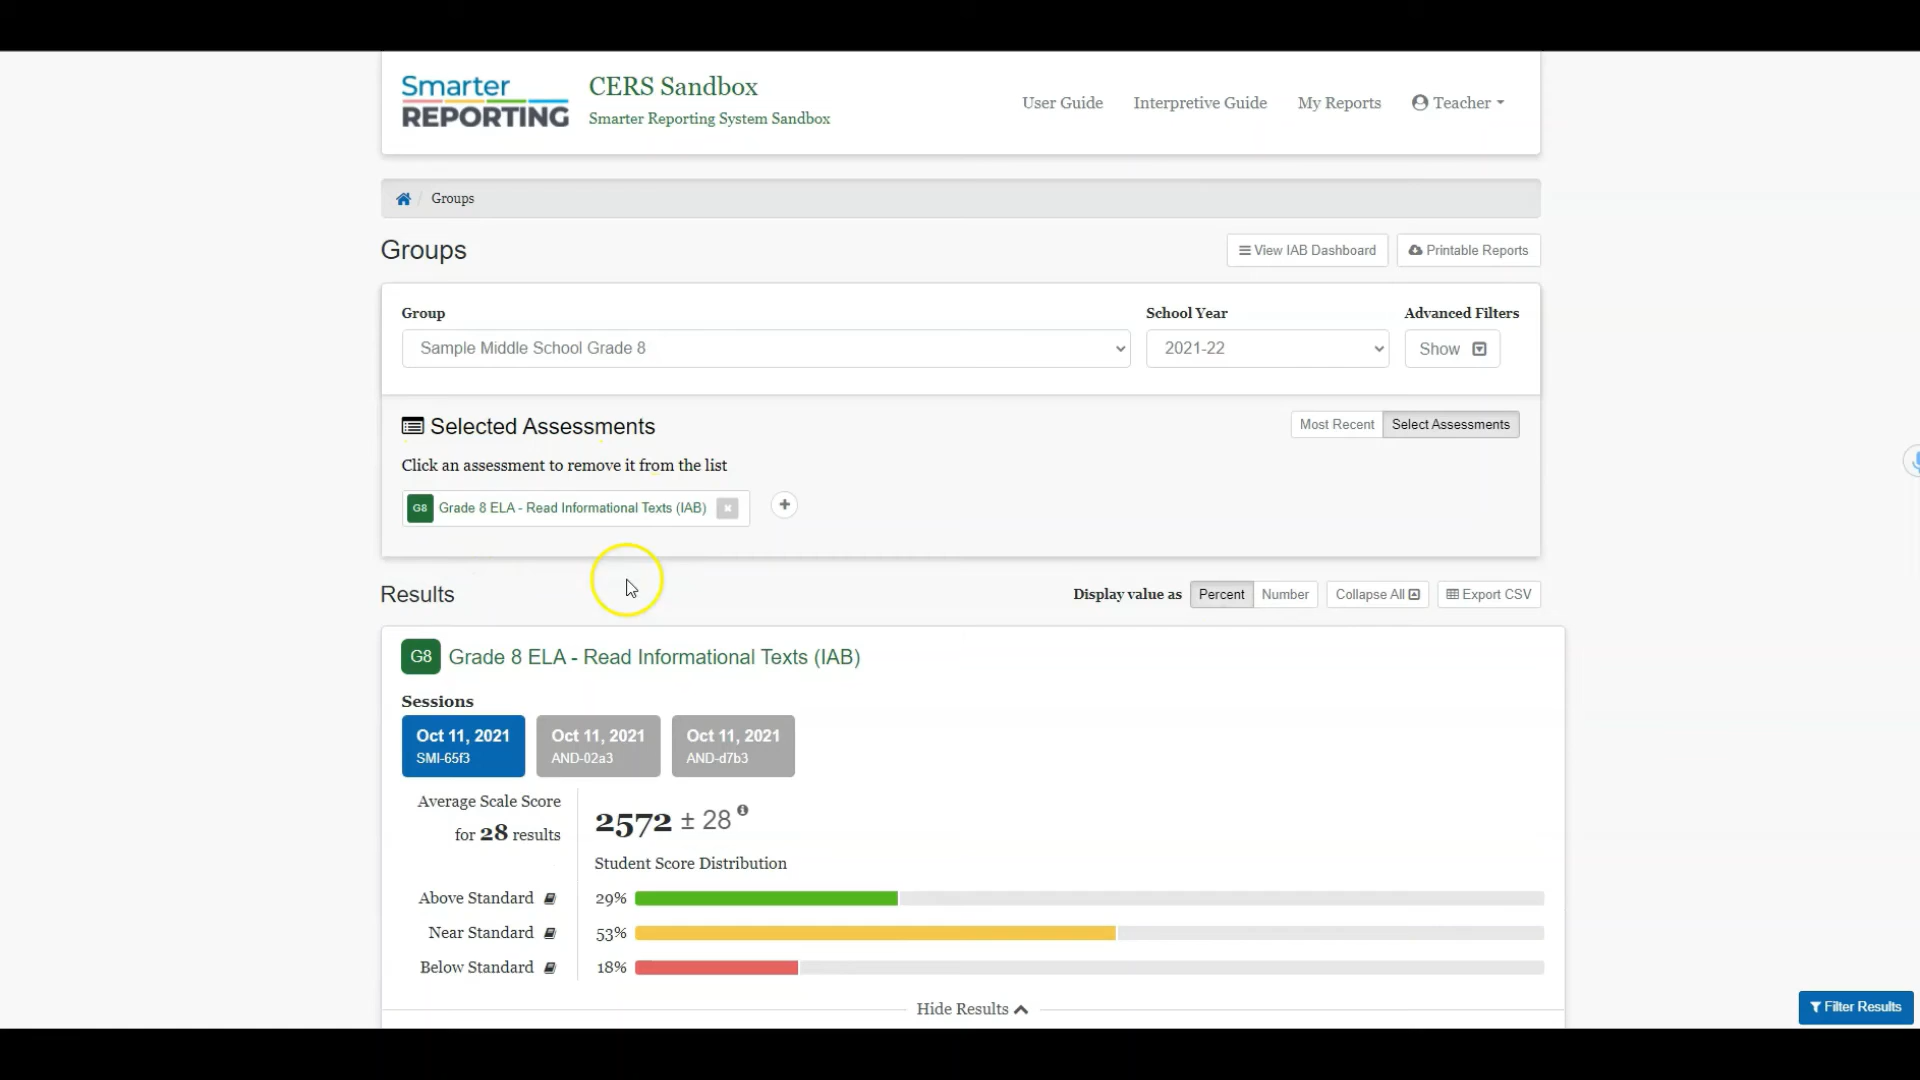 Smarter
REPORTING
CERS Sandbox
Smarter Reporting System Sandbox
User Guide
Interpretive Guide
My Reports
Teacher
Groups
Groups
View IAB Dashboard
Printable Reports
Group
School Year
Advanced Filters
Sample Middle School Grade 8
2021-22
Show
Selected Assessments
Most Recent
Select Assessments
Click an assessment to remove it from the list
G8 Grade 8 ELA - Read Informational Texts (IAB)
Results
Display value as
Percent
Number
Collapse All
Export CSV
G8 Grade 8 ELA - Read Informational Texts (IAB)
Sessions
Oct 11, 2021
SMI-65f3
Oct 11, 2021
AND-02a3
Oct 11, 2021
AND-d7b3
Average Scale Score
for 28 results
2572 ± 28
Student Score Distribution
Above Standard 29%
Near Standard 53%
Below Standard 18%
Hide Results
Filter Results